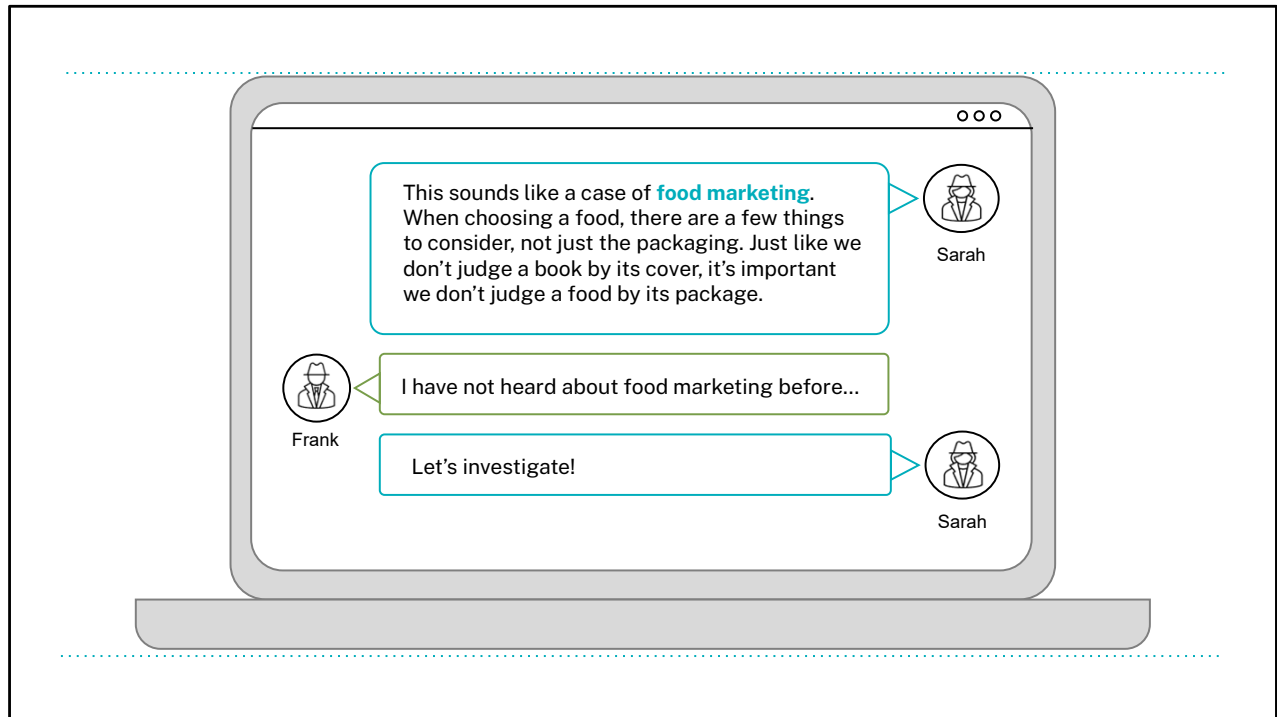 This sounds like a case of food marketing.
When choosing a food, there are a few things
to consider, not just the packaging. Just like we
don’t judge a book by its cover, it’s important
we don’t judge a food by its package.
Sarah
I have not heard about food marketing before...
Frank
Let’s investigate!
Sarah